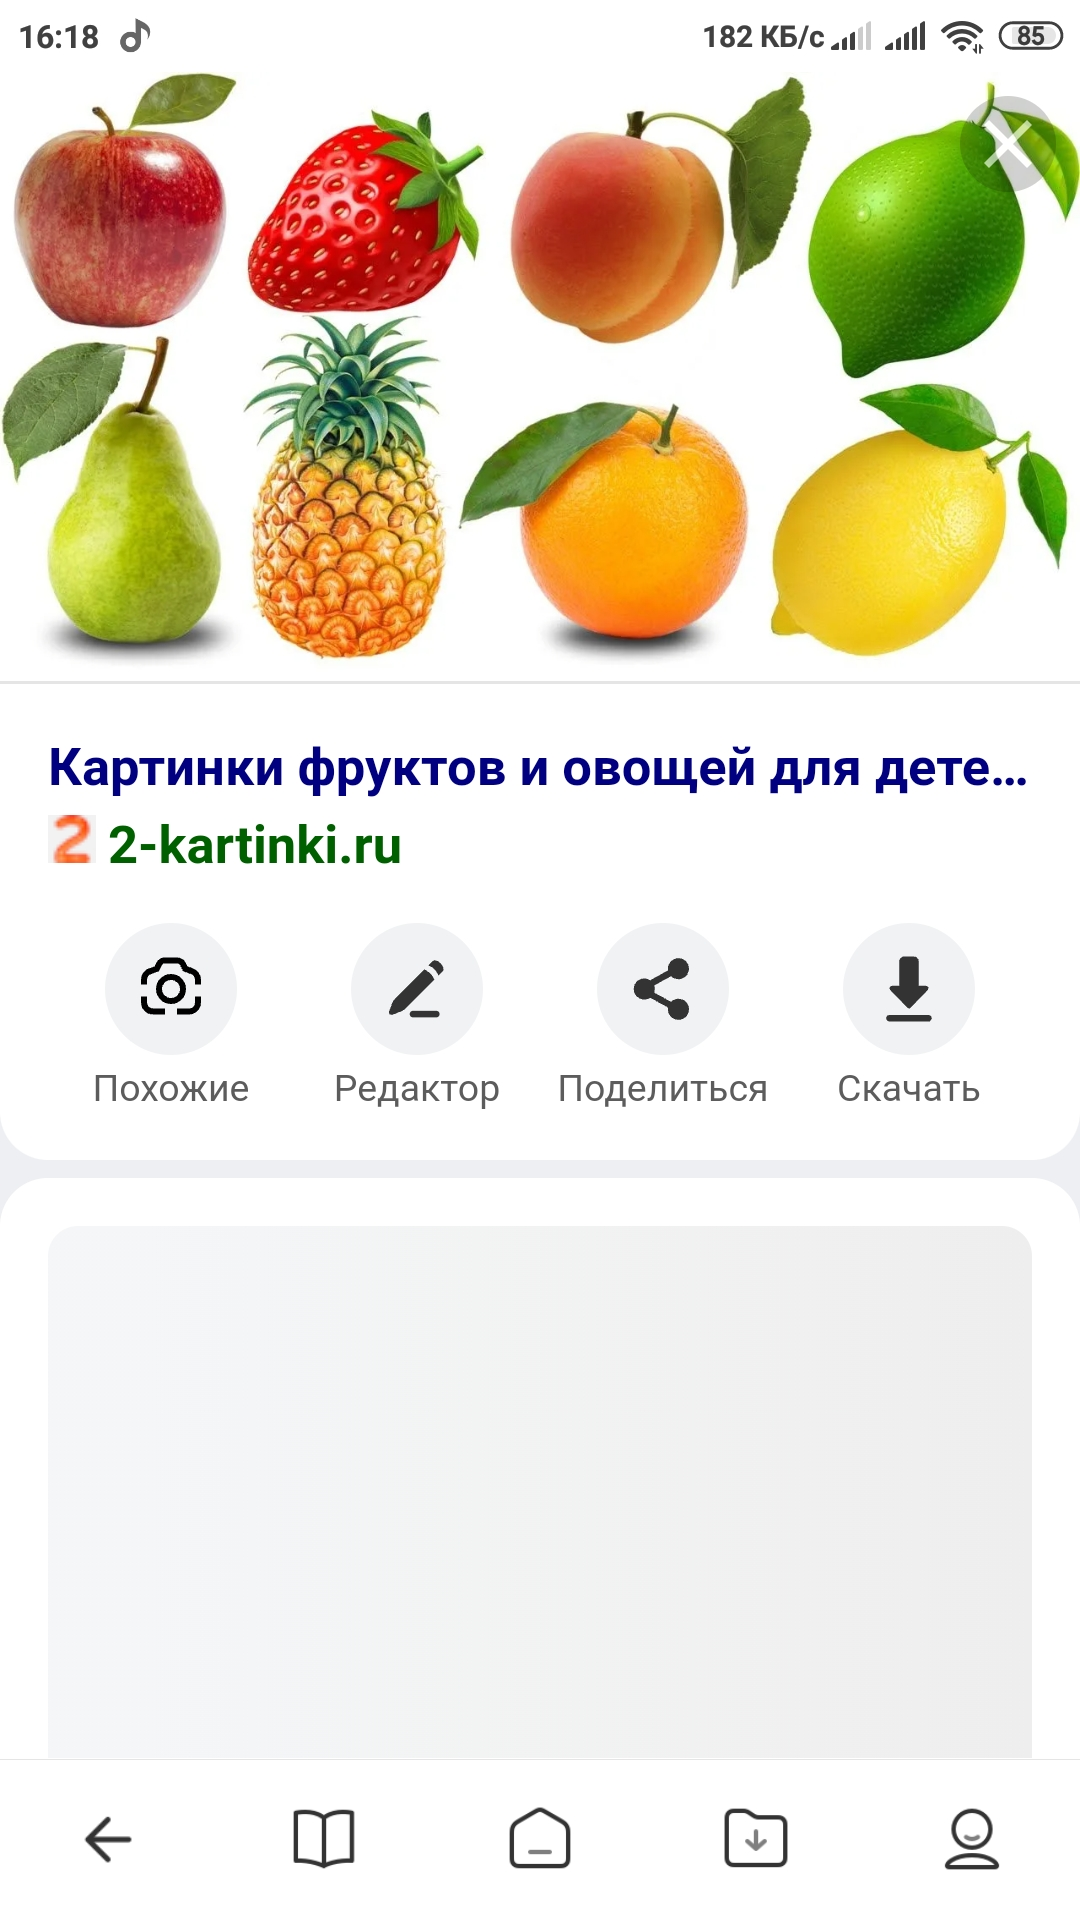 16:18 182 КБ/с 85
Картинки фруктов и овощей для дете...
2 2-kartinki.ru
Похожие Редактор Поделиться Скачать